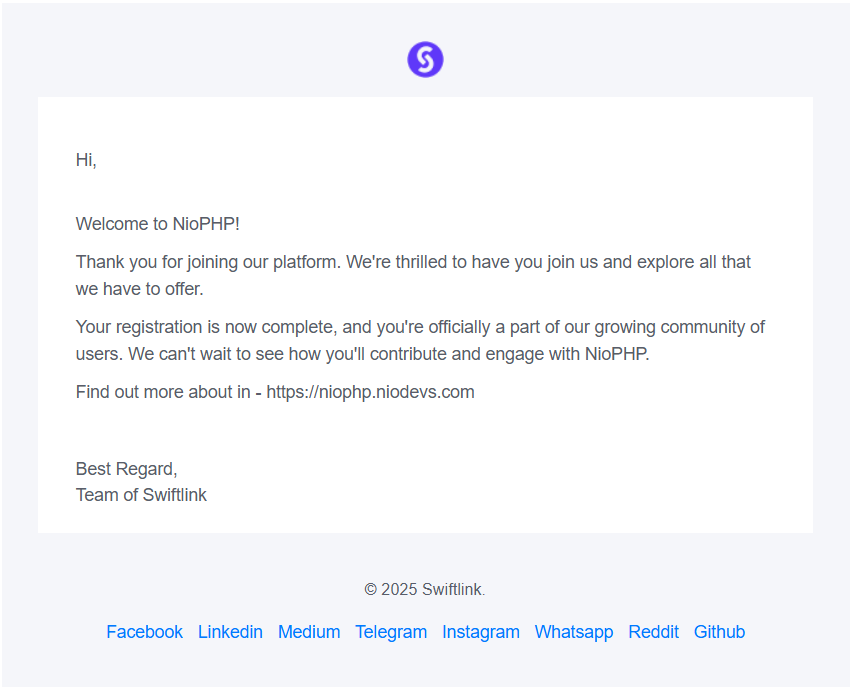 S
Hi,
Welcome to NioPHP!
Thank you for joining our platform. We're thrilled to have you join us and explore all that
we have to offer.
Your registration is now complete, and you're officially a part of our growing community of
users. We can't wait to see how you'll contribute and engage with NioPHP.
Find out more about in - https://niophp.niodevs.com
Best Regard,
Team of Swiftlink
© 2025 Swiftlink.
Facebook Linkedin Medium Telegram Instagram Whatsapp Reddit Github